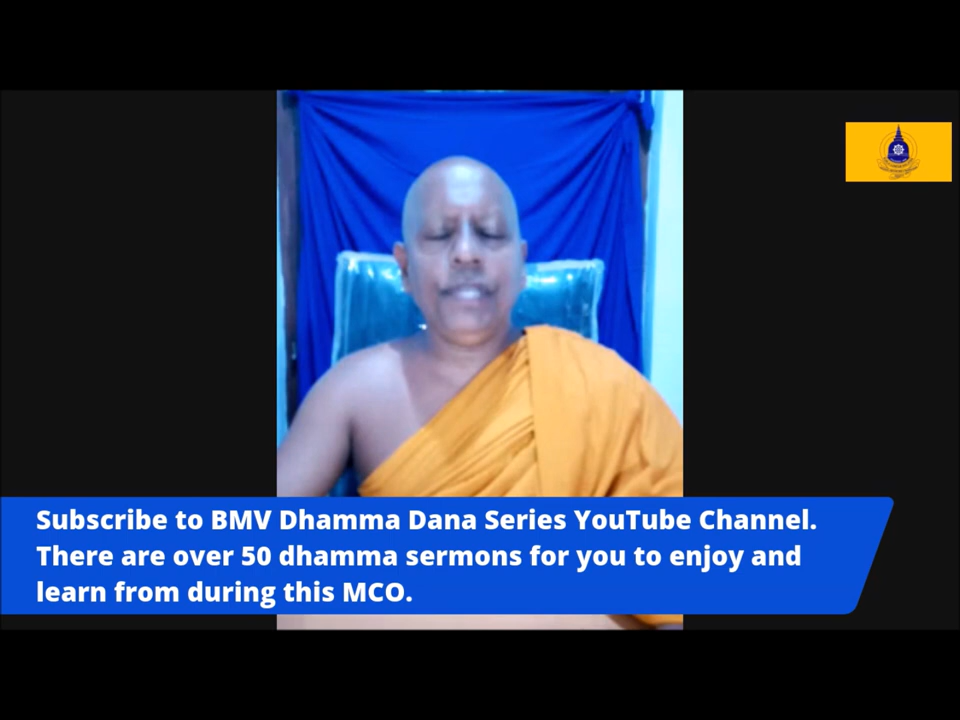 Subscribe to BMV Dhamma Dana Series YouTube Channel.
There are over 50 dhamma sermons for you to enjoy and
learn from during this MCO.